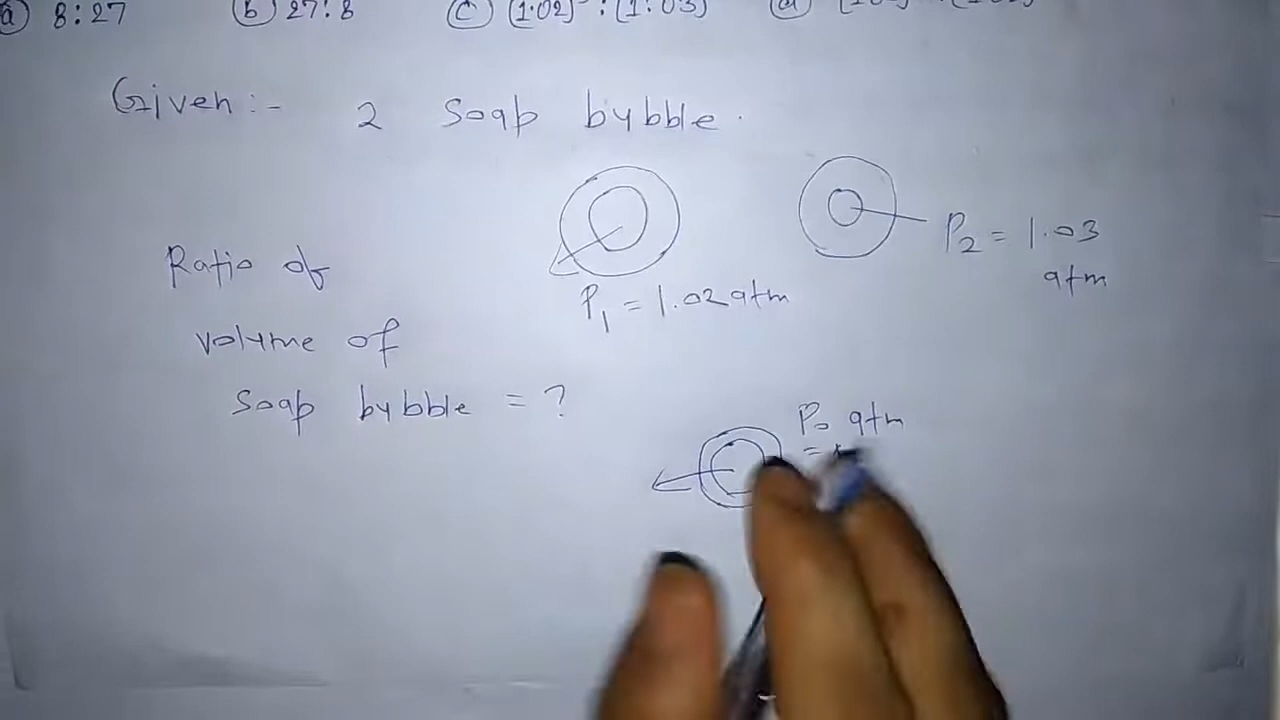 a 8:27 b 27:8 c (1.02) : (1.03) d
Given :- 2 Soap bubble.
P2 = 1.03
atm
Ratio of
P1 = 1.02 atm
volume of
Soap bubble = ?
P0 atm
=